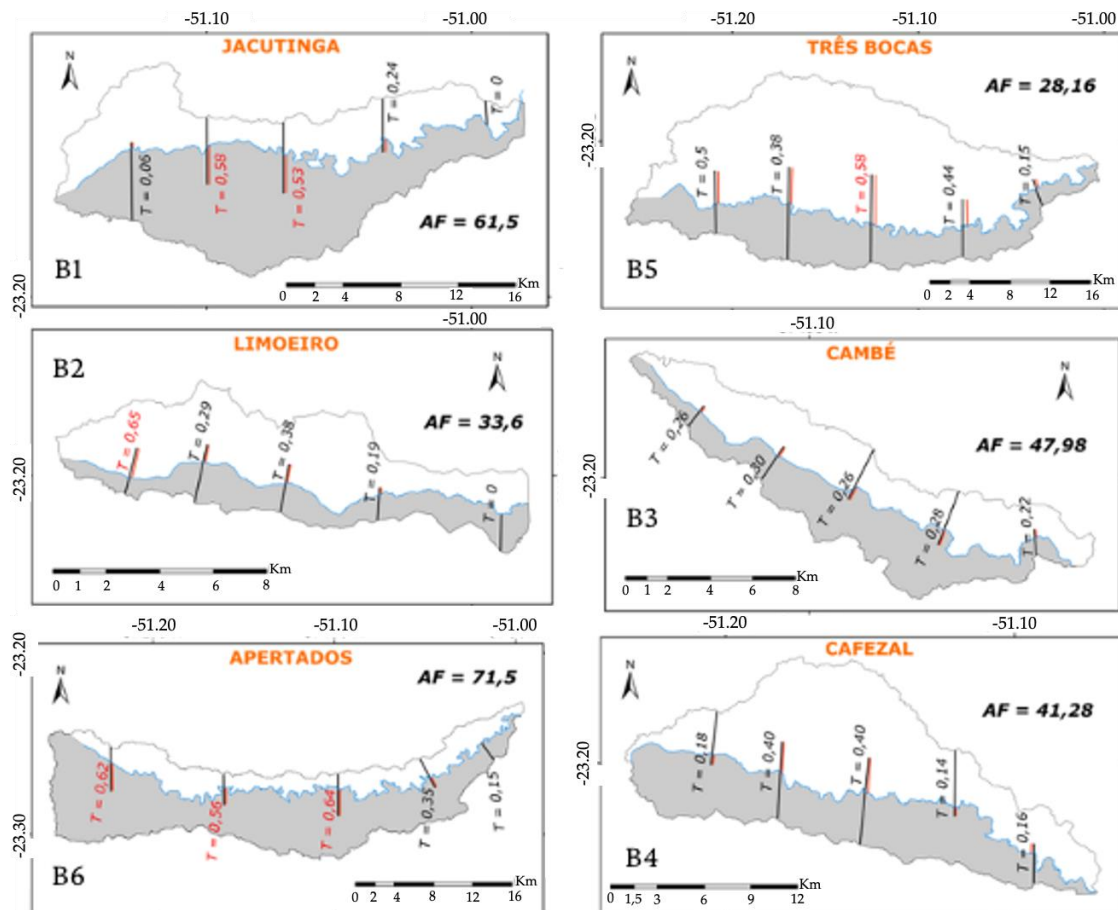 -51.10 -51.00
JACUTINGA
N
T = 0,06
T = 0,58
T = 0,53
T = 0,24
T = 0
AF = 61,5
B1
-23.20
0 2 4 8 12 16 Km
-51.20 -51.10 -51.00
TRÊS BOCAS
N
AF = 28,16
-23.20
T = 0,5
T = 0,38
T = 0,58
T = 0,44
T = 0,15
B5
0 2 4 8 12 16 Km
-51.00
LIMOEIRO
B2
N
AF = 33,6
-23.20
T = 0,65
T = 0,29
T = 0,38
T = 0,19
T = 0
0 1 2 4 6 8 Km
-51.10
CAMBÉ
N
AF = 47,98
-23.20
T = 0,26
T = 0,30
T = 0,26
T = 0,28
T = 0,22
B3
0 1 2 4 6 8 Km
-51.20 -51.10 -51.00
-23.20
APERTADOS
N
AF = 71,5
T = 0,62
T = 0,56
T = 0,64
T = 0,35
T = 0,15
-23.30
B6
0 2 4 8 12 16 Km
-51.20 -51.10
CAFEZAL
N
AF = 41,28
-23.20
T = 0,18
T = 0,40
T = 0,40
T = 0,14
T = 0,16
B4
0 1,5 3 6 9 12 Km